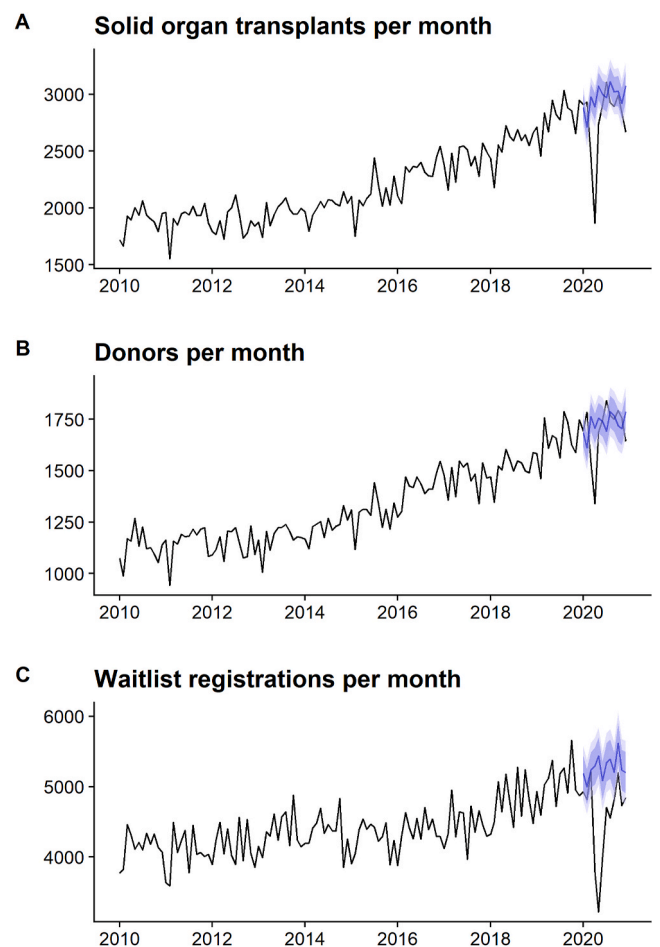 A
Solid organ transplants per month
3000
2500
2000
1500
2010 2012 2014 2016 2018 2020
B
Donors per month
1750
1500
1250
1000
2010 2012 2014 2016 2018 2020
C
Waitlist registrations per month
6000
5000
4000
2010 2012 2014 2016 2018 2020